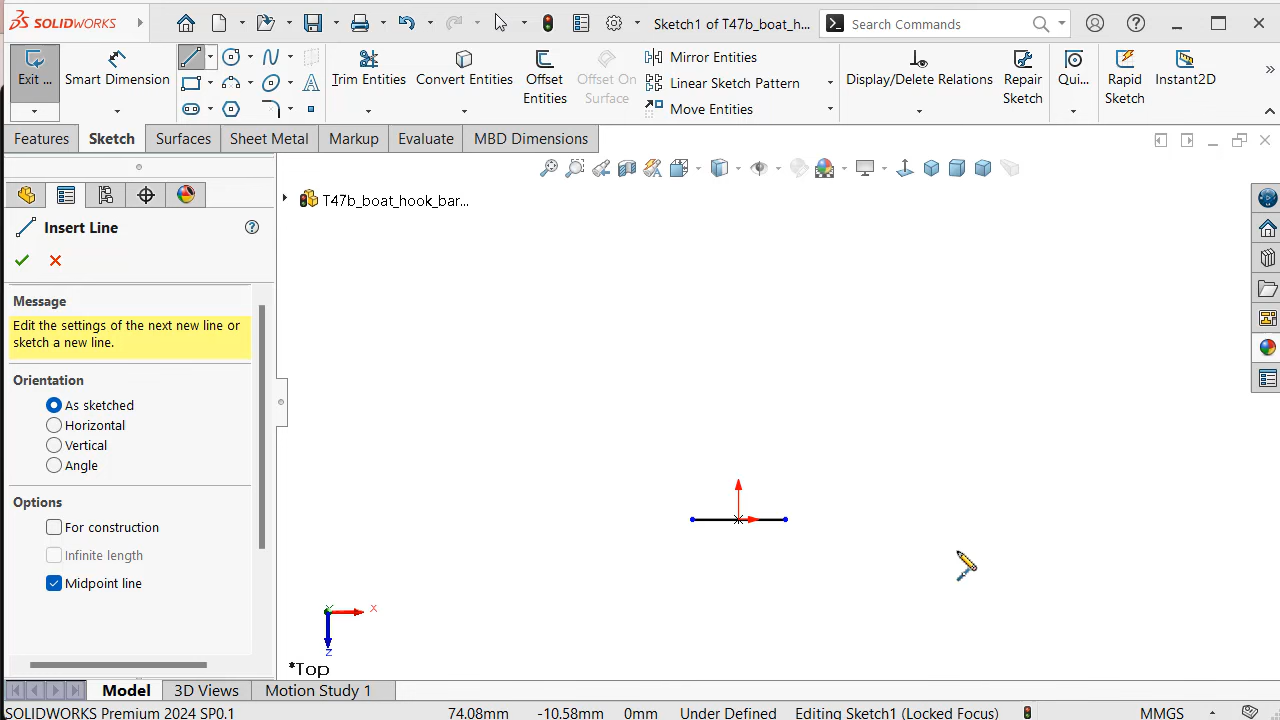 SOLIDWORKS
Sketch1 of T47b_boat_h...
Search Commands
Exit ...
Smart Dimension
Trim Entities
Convert Entities
Offset Entities
Offset On Surface
Mirror Entities
Linear Sketch Pattern
Move Entities
Display/Delete Relations
Repair Sketch
Qui...
Rapid Sketch
Instant2D
Features
Sketch
Surfaces
Sheet Metal
Markup
Evaluate
MBD Dimensions
T47b_boat_hook_bar...
Insert Line
Message
Edit the settings of the next new line or
sketch a new line.
Orientation
As sketched
Horizontal
Vertical
Angle
Options
For construction
Infinite length
Midpoint line
Y
X
Z
*Top
Model
3D Views
Motion Study 1
SOLIDWORKS Premium 2024 SP0.1
74.08mm
-10.58mm
0mm
Under Defined
Editing Sketch1 (Locked Focus)
MMGS